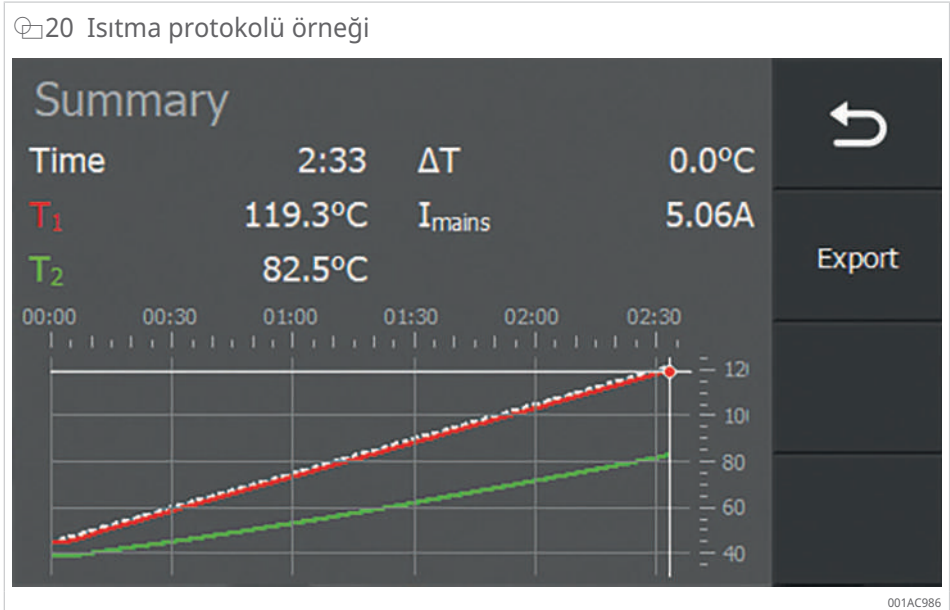 20 Isıtma protokolü örneği
Summary
Time 2:33 ΔT 0.0°C
T1 119.3°C Imains 5.06A
T2 82.5°C
Export
00:00 00:30 01:00 01:30 02:00 02:30
80
60
40
001AC986